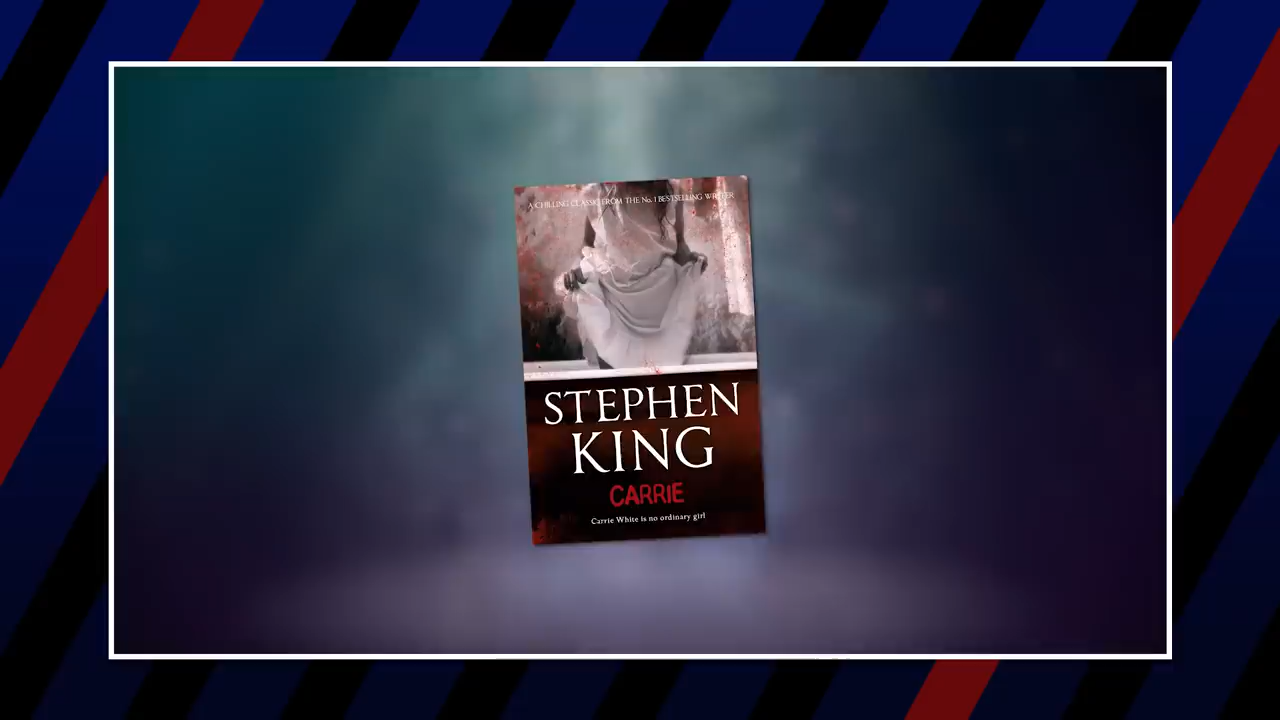 A CHILLING CLASSIC FROM THE No. 1 BESTSELLING WRITER
STEPHEN
KING
CARRIE
Carrie White is no ordinary girl